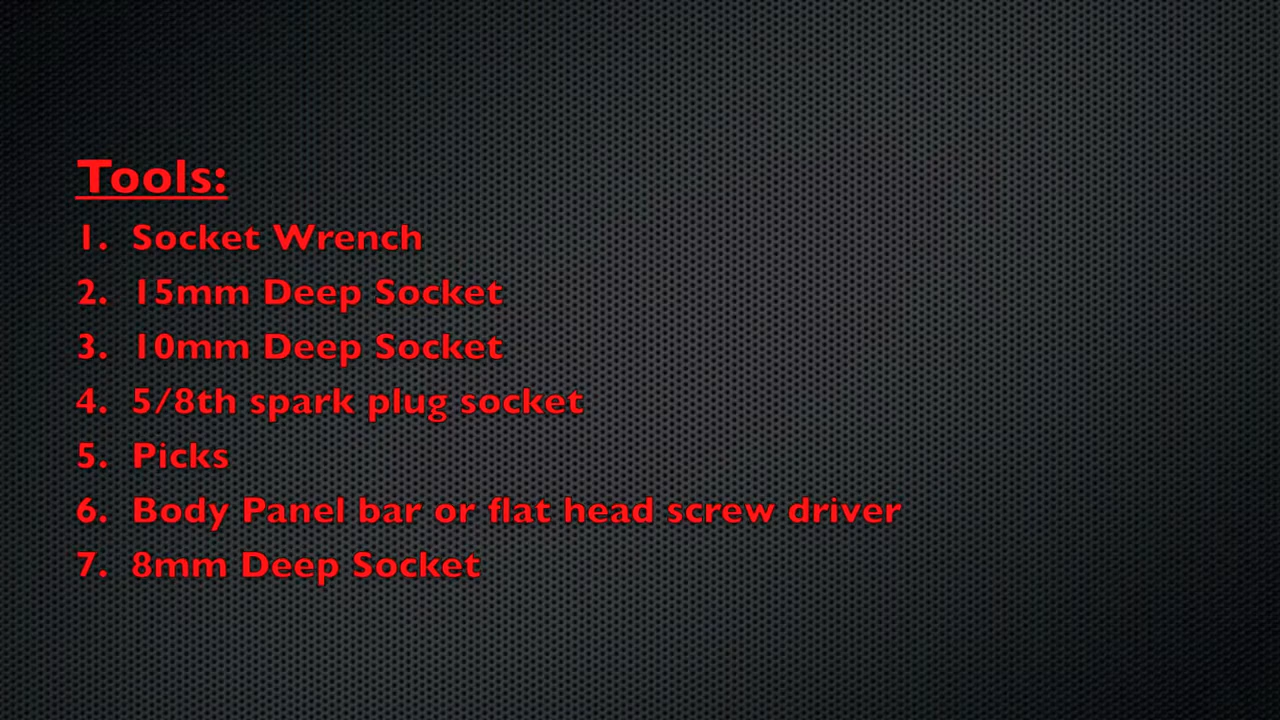 Tools:
1. Socket Wrench
2. 15mm Deep Socket
3. 10mm Deep Socket
4. 5/8th spark plug socket
5. Picks
6. Body Panel bar or flat head screw driver
7. 8mm Deep Socket